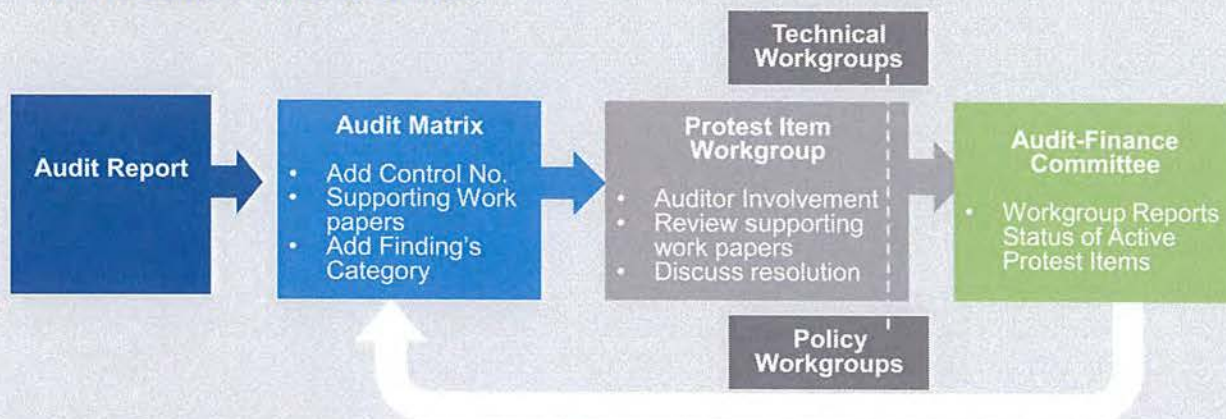 Technical
Workgroups
Audit Report
Audit Matrix
• Add Control No.
• Supporting Work
papers
• Add Finding's
Category
Protest Item
Workgroup
• Auditor Involvement
• Review supporting
work papers
• Discuss resolution
Audit-Finance
Committee
• Workgroup Reports
Status of Active
Protest Items
Policy
Workgroups